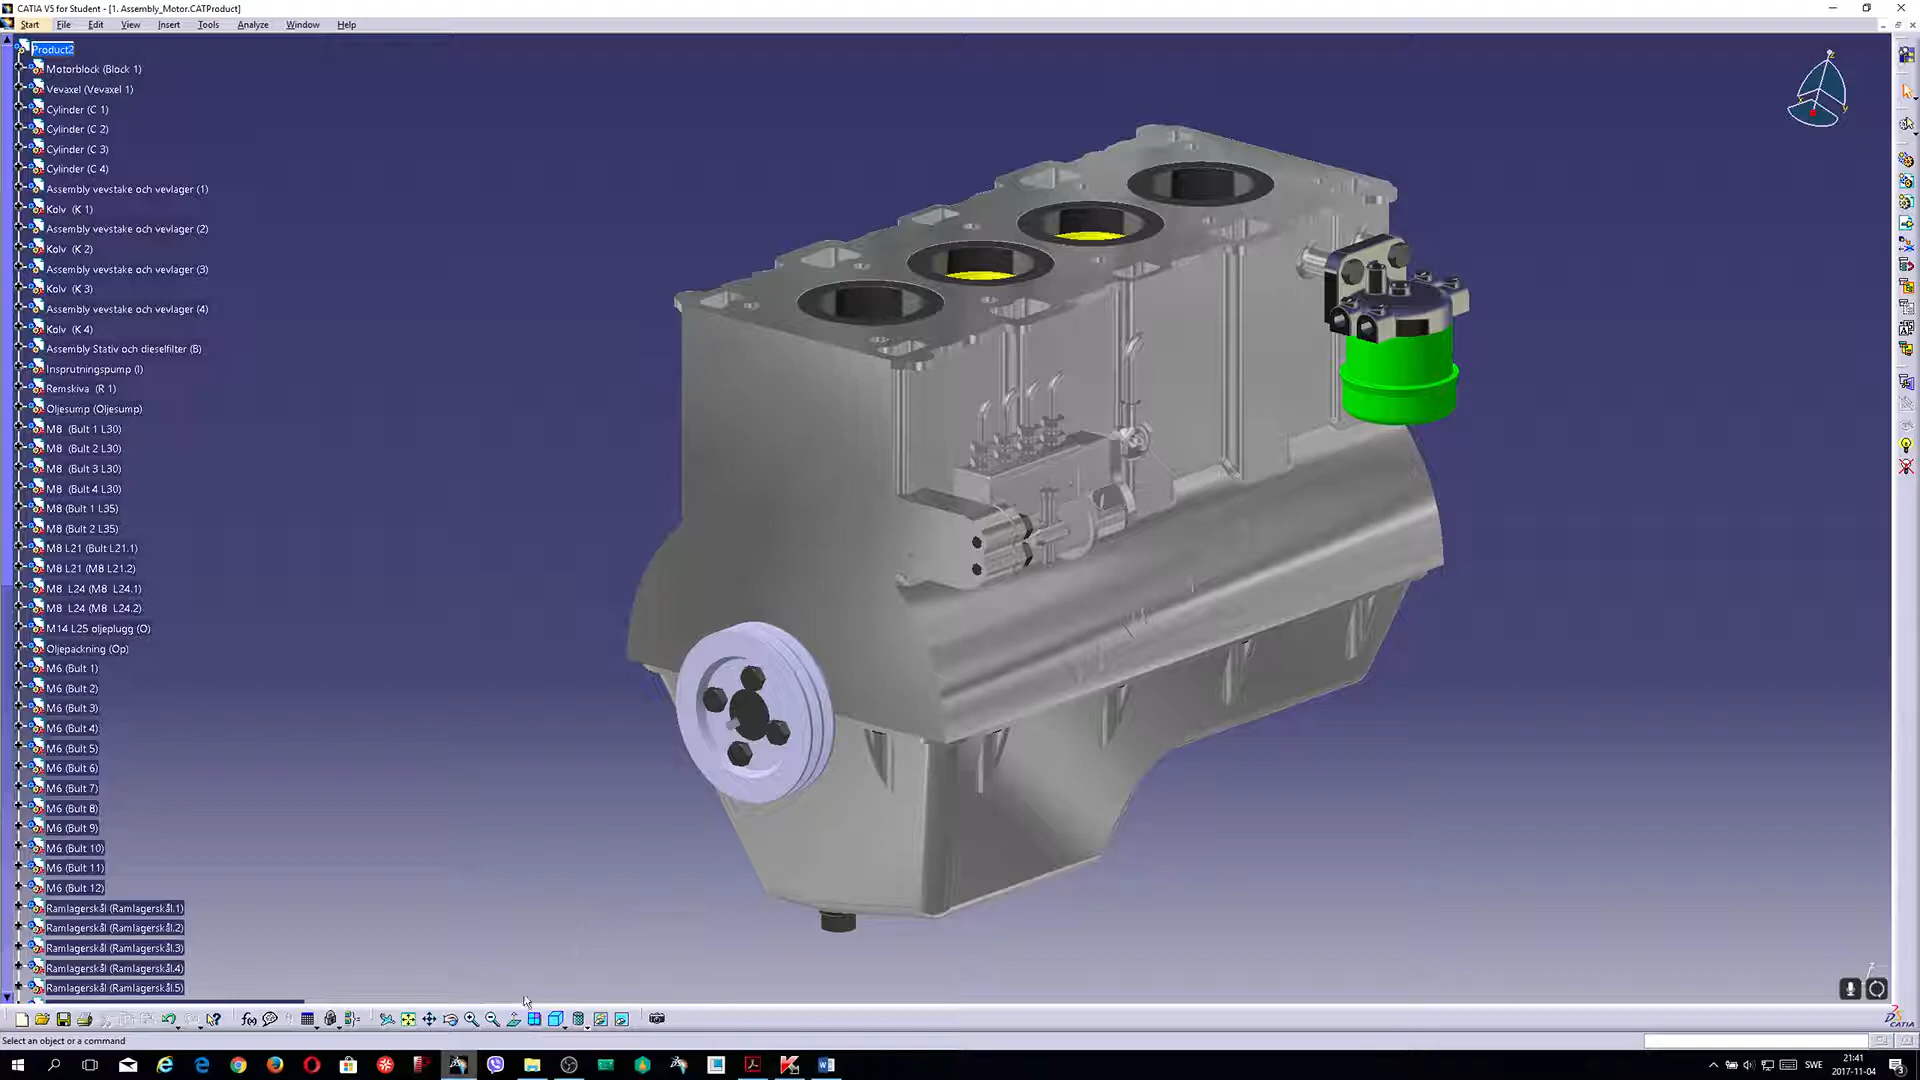 CATIA V5 for Student - [1. Assembly_Motor.CATProduct]
Start File Edit View Insert Tools Analyze Window Help
Product2
Motorblock (Block 1)
Vevaxel (Vevaxel 1)
Cylinder (C 1)
Cylinder (C 2)
Cylinder (C 3)
Cylinder (C 4)
Assembly vevstake och vevlager (1)
Kolv (K 1)
Assembly vevstake och vevlager (2)
Kolv (K 2)
Assembly vevstake och vevlager (3)
Kolv (K 3)
Assembly vevstake och vevlager (4)
Kolv (K 4)
Assembly Stativ och dieselfilter (B)
Insprutningspump (I)
Remskiva (R 1)
Oljesump (Oljesump)
M8 (Bult 1 L30)
M8 (Bult 2 L30)
M8 (Bult 3 L30)
M8 (Bult 4 L30)
M8 (Bult 1 L35)
M8 (Bult 2 L35)
M8 L21 (Bult L21.1)
M8 L21 (M8 L21.2)
M8 L24 (M8 L24.1)
M8 L24 (M8 L24.2)
M14 L25 oljeplugg (O)
Oljepackning (Op)
M6 (Bult 1)
M6 (Bult 2)
M6 (Bult 3)
M6 (Bult 4)
M6 (Bult 5)
M6 (Bult 6)
M6 (Bult 7)
M6 (Bult 8)
M6 (Bult 9)
M6 (Bult 10)
M6 (Bult 11)
M6 (Bult 12)
Ramlagerskål (Ramlagerskål.1)
Ramlagerskål (Ramlagerskål.2)
Ramlagerskål (Ramlagerskål.3)
Ramlagerskål (Ramlagerskål.4)
Ramlagerskål (Ramlagerskål.5)
f(x)
CATIA
Select an object or a command
SWE
21:41
2017-11-04